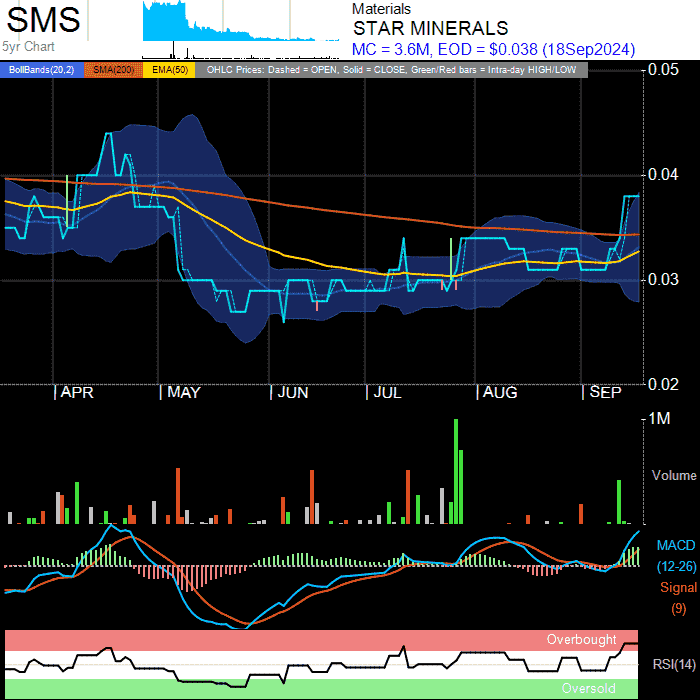 SMS
5yr Chart
Materials
STAR MINERALS
MC = 3.6M, EOD = $0.038 (18Sep2024)
BollBands(20,2) SMA(200) EMA(50) OHLC Prices: Dashed = OPEN, Solid = CLOSE, Green/Red bars = Intra-day HIGH/LOW
0.05
0.04
0.03
0.02
APR MAY JUN JUL AUG SEP
1M
Volume
MACD
(12-26)
Signal
(9)
Overbought
RSI(14)
Oversold